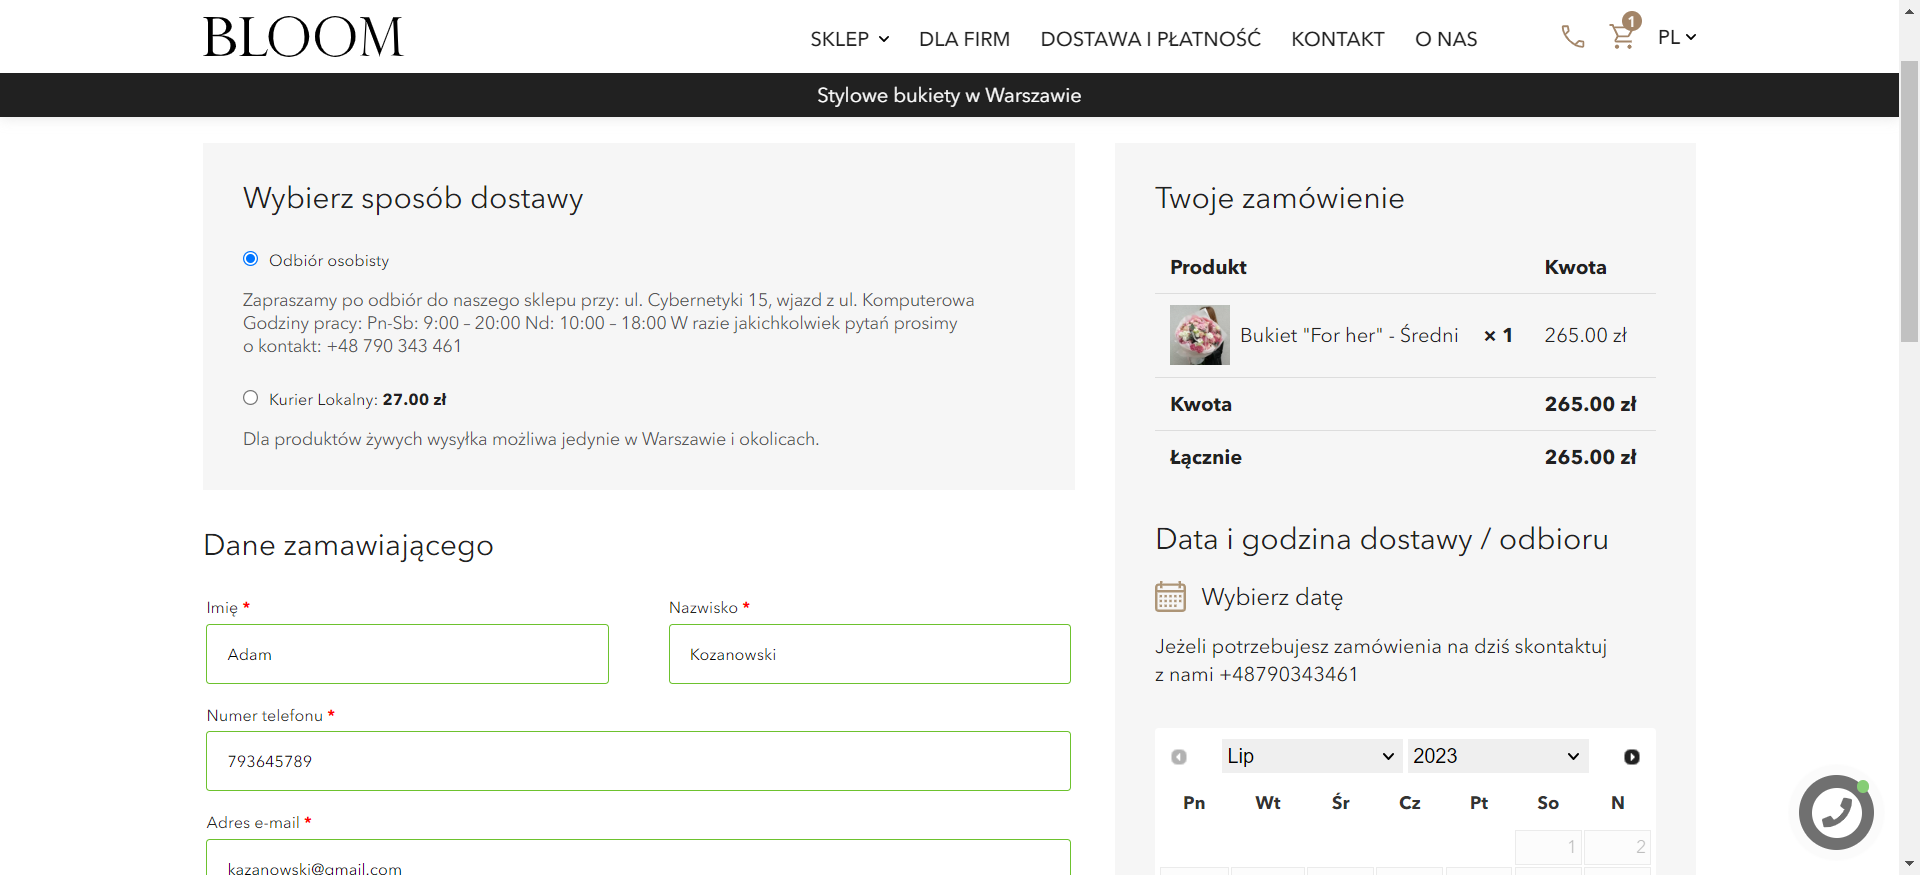 BLOOM
SKLEP
DLA FIRM
DOSTAWA I PŁATNOŚĆ
KONTAKT
O NAS
1
PL
Stylowe bukiety w Warszawie
Wybierz sposób dostawy
Odbiór osobisty
Zapraszamy po odbiór do naszego sklepu przy: ul. Cybernetyki 15, wjazd z ul. Komputerowa
Godziny pracy: Pn-Sb: 9:00 – 20:00 Nd: 10:00 – 18:00 W razie jakichkolwiek pytań prosimy
o kontakt: +48 790 343 461
Kurier Lokalny: 27.00 zł
Dla produktów żywych wysyłka możliwa jedynie w Warszawie i okolicach.
Dane zamawiającego
Imię *
Nazwisko *
Adam
Kozanowski
Numer telefonu *
793645789
Adres e-mail *
kazanowski@gmail.com
Twoje zamówienie
Produkt Kwota
Bukiet "For her" - Średni × 1 265.00 zł
Kwota 265.00 zł
Łącznie 265.00 zł
Data i godzina dostawy / odbioru
Wybierz datę
Jeżeli potrzebujesz zamówienia na dziś skontaktuj
z nami +48790343461
Lip 2023
Pn Wt Śr Cz Pt So N
1 2